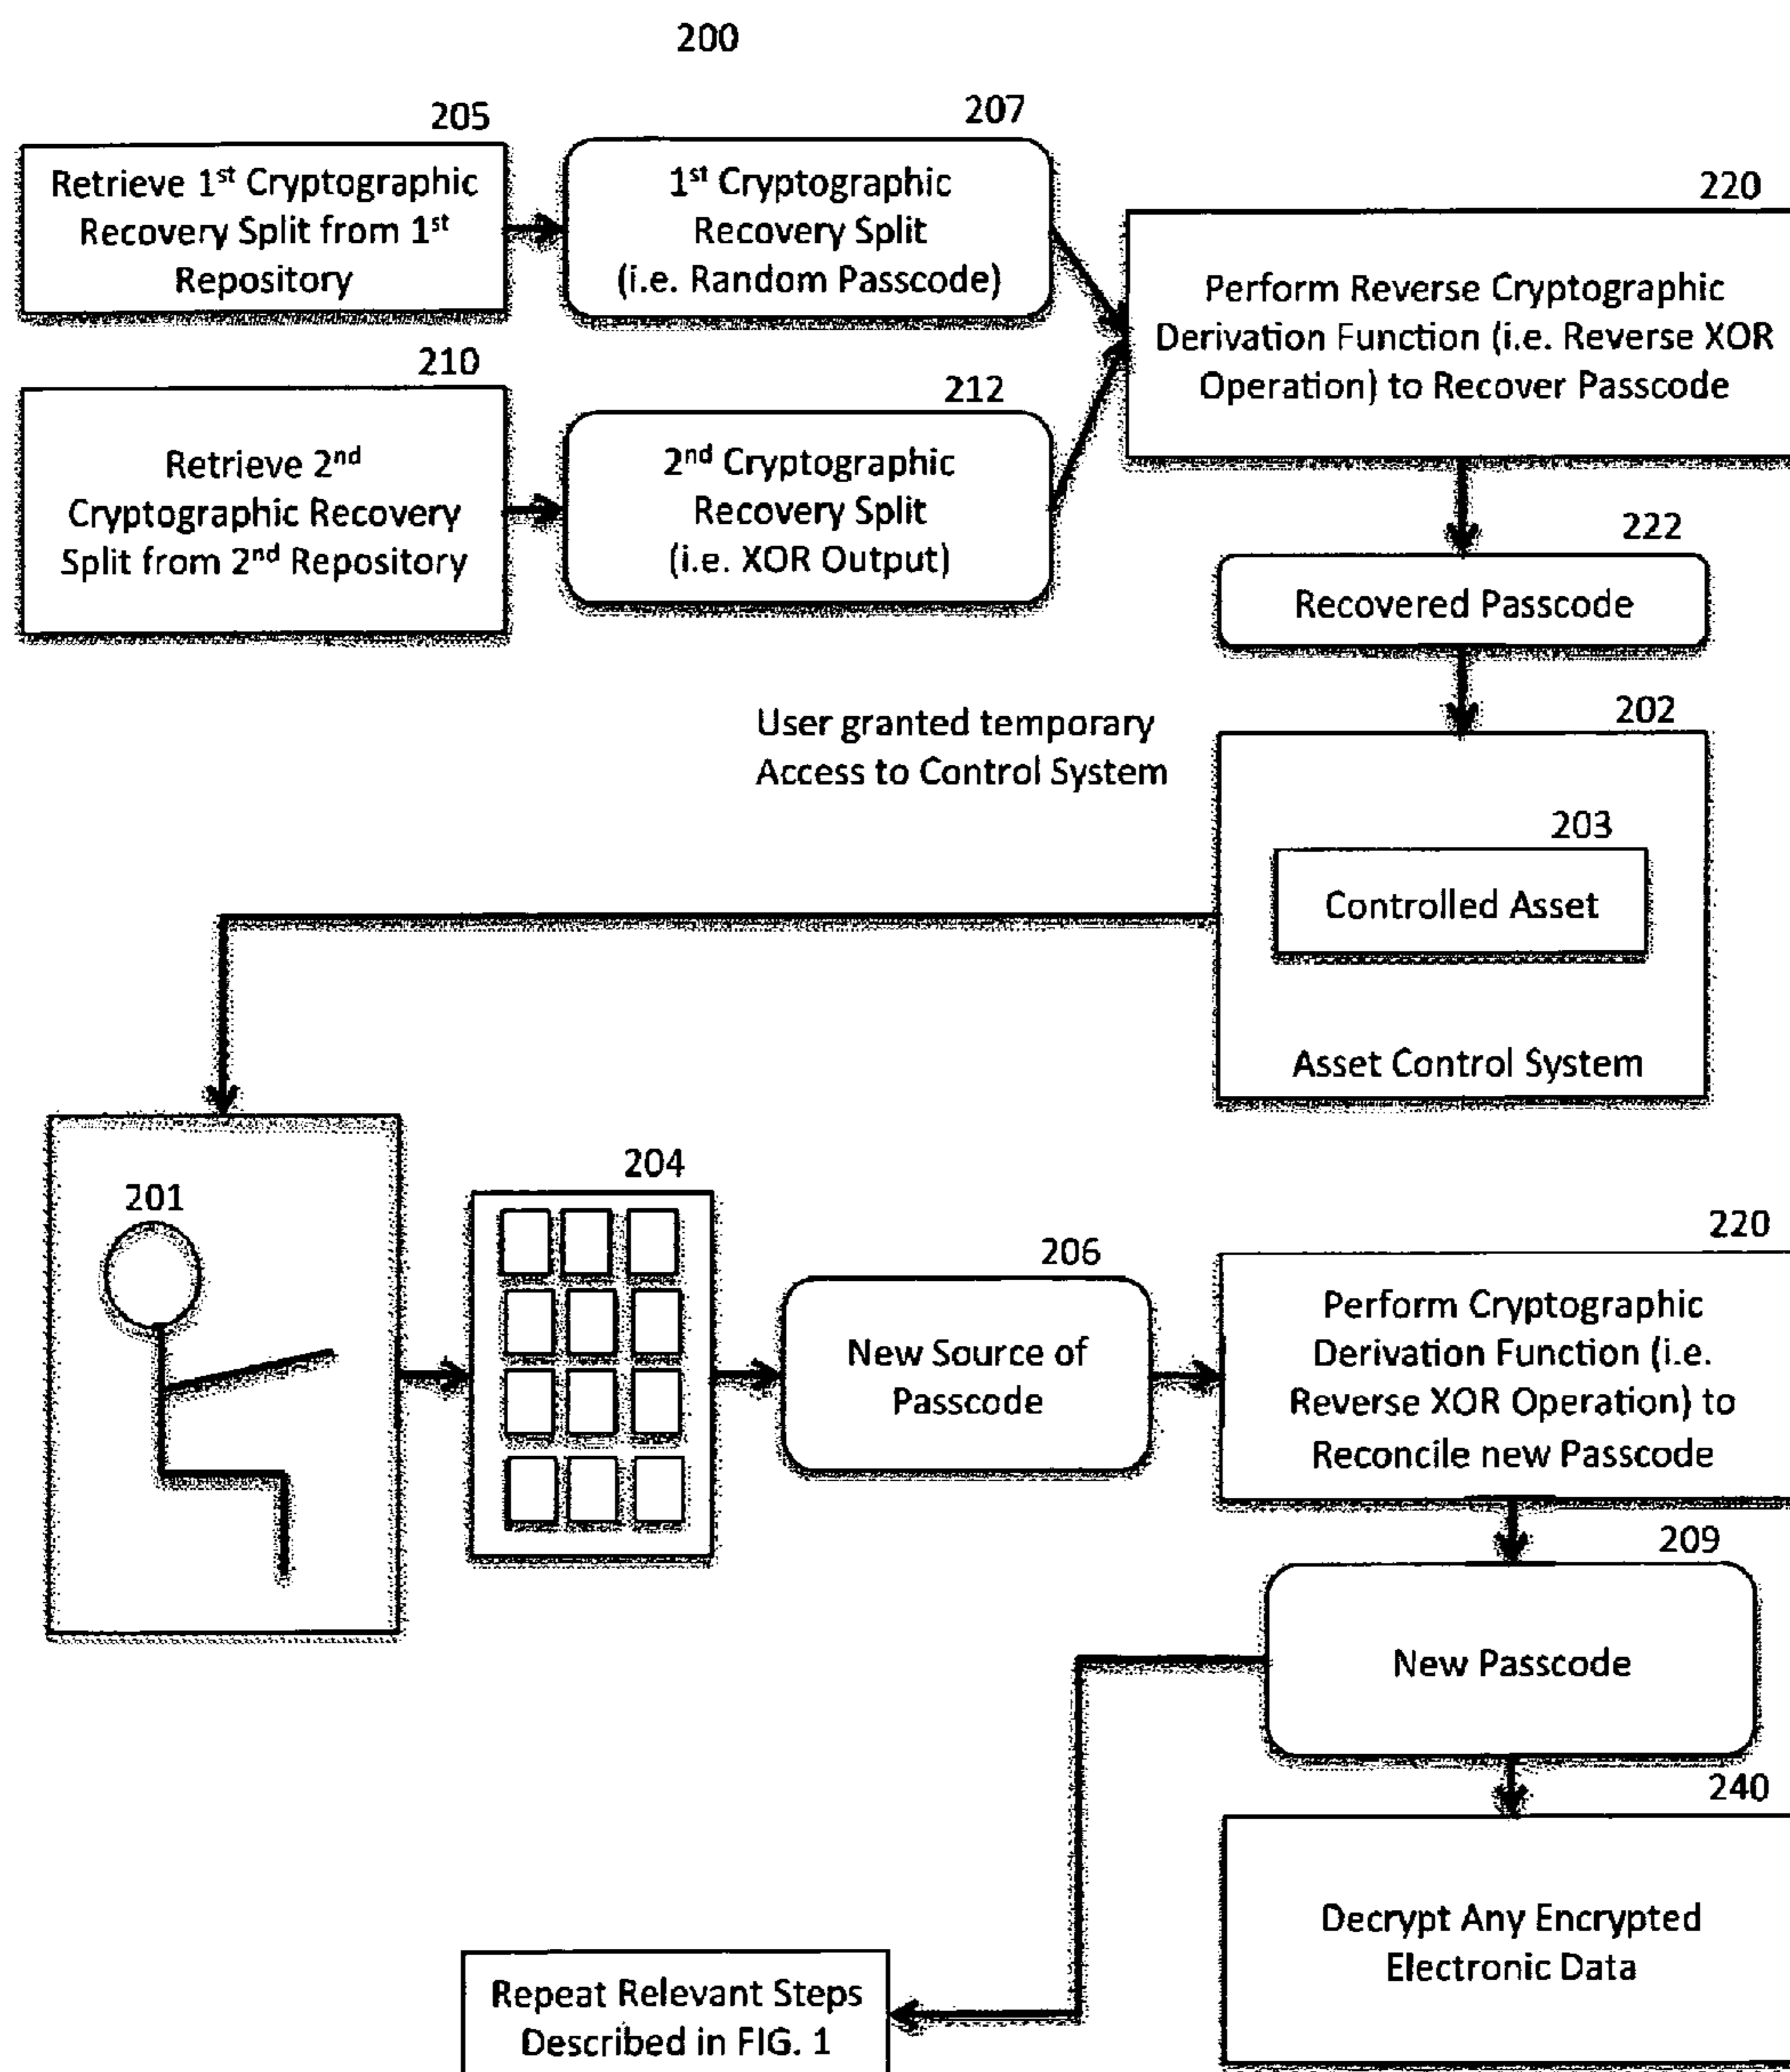 200
205
Retrieve 1st Cryptographic
Recovery Split from 1st
Repository
207
1st Cryptographic
Recovery Split
(i.e. Random Passcode)
220
Perform Reverse Cryptographic
Derivation Function (i.e. Reverse XOR
Operation) to Recover Passcode
210
Retrieve 2nd
Cryptographic Recovery
Split from 2nd Repository
212
2nd Cryptographic
Recovery Split
(i.e. XOR Output)
222
Recovered Passcode
User granted temporary
Access to Control System
202
203
Controlled Asset
Asset Control System
201
204
206
New Source of
Passcode
220
Perform Cryptographic
Derivation Function (i.e.
Reverse XOR Operation) to
Reconcile new Passcode
209
New Passcode
240
Decrypt Any Encrypted
Electronic Data
Repeat Relevant Steps
Described in FIG. 1